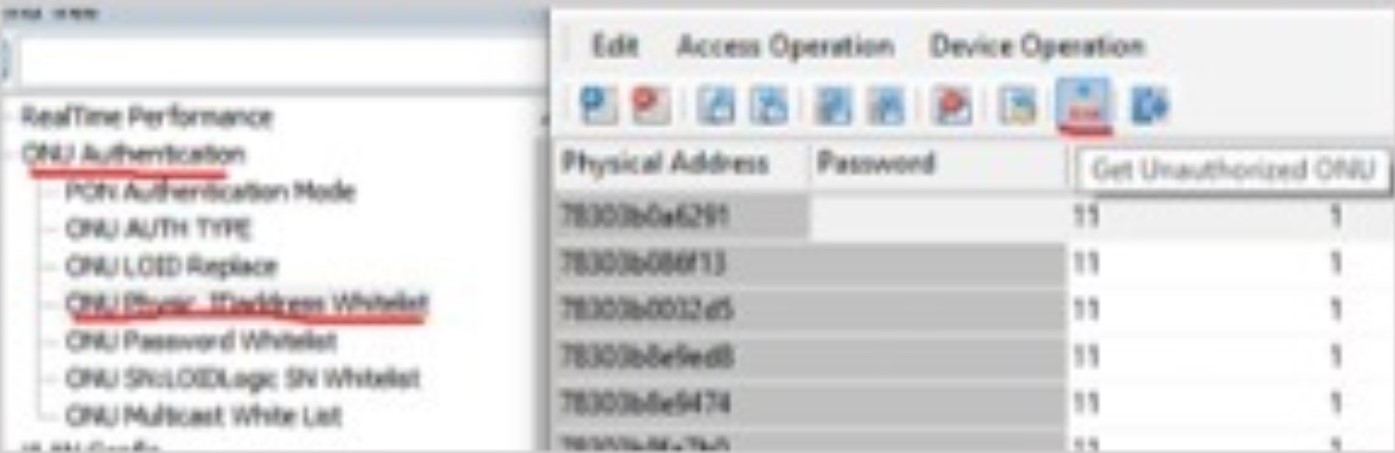 RealTime Performance
ONU Authentication
PON Authentication Mode
ONU AUTH TYPE
ONU LOID Replace
ONU Physic_IDaddress Whitelist
ONU Password Whitelist
ONU SN:LOIDLogic SN Whitelist
ONU Multicast White List
Edit Access Operation Device Operation
Physical Address Password Get Unauthorized ONU
78303b0a6291 11 1
78303b086f13 11 1
78303b0032d5 11 1
78303b8e9ed8 11 1
78303b8e9474 11 1
11 1